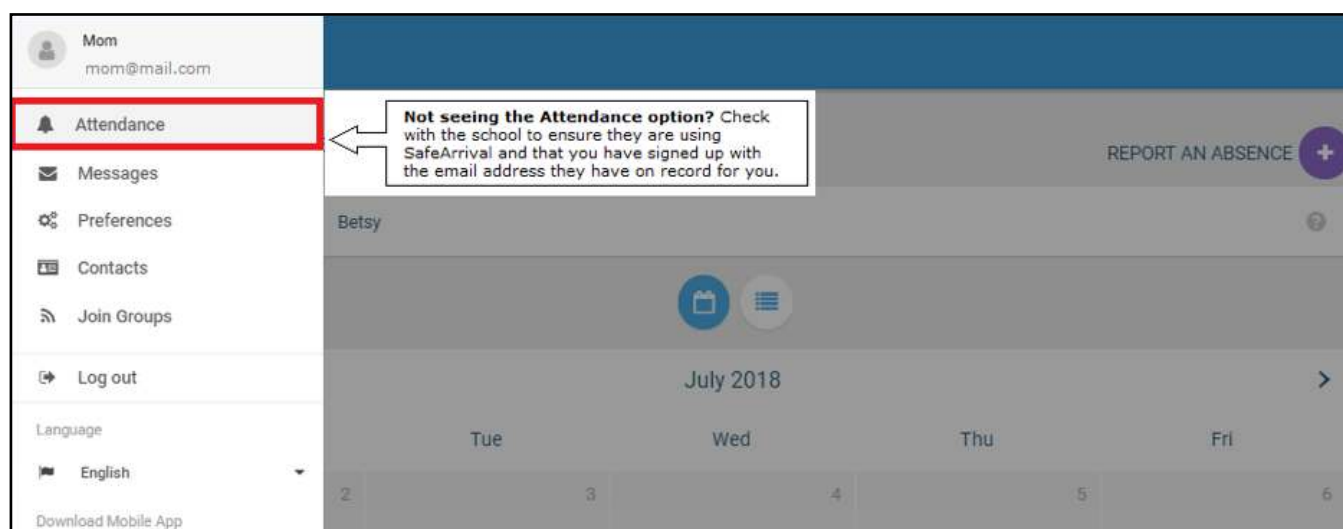 Mom
mom@mail.com
Attendance
Messages
Preferences
Contacts
Join Groups
Log out
Language
English
Download Mobile App
Not seeing the Attendance option? Check
with the school to ensure they are using
SafeArrival and that you have signed up with
the email address they have on record for you.
REPORT AN ABSENCE +
Betsy
July 2018
Tue Wed Thu Fri
2 3 4 5 6